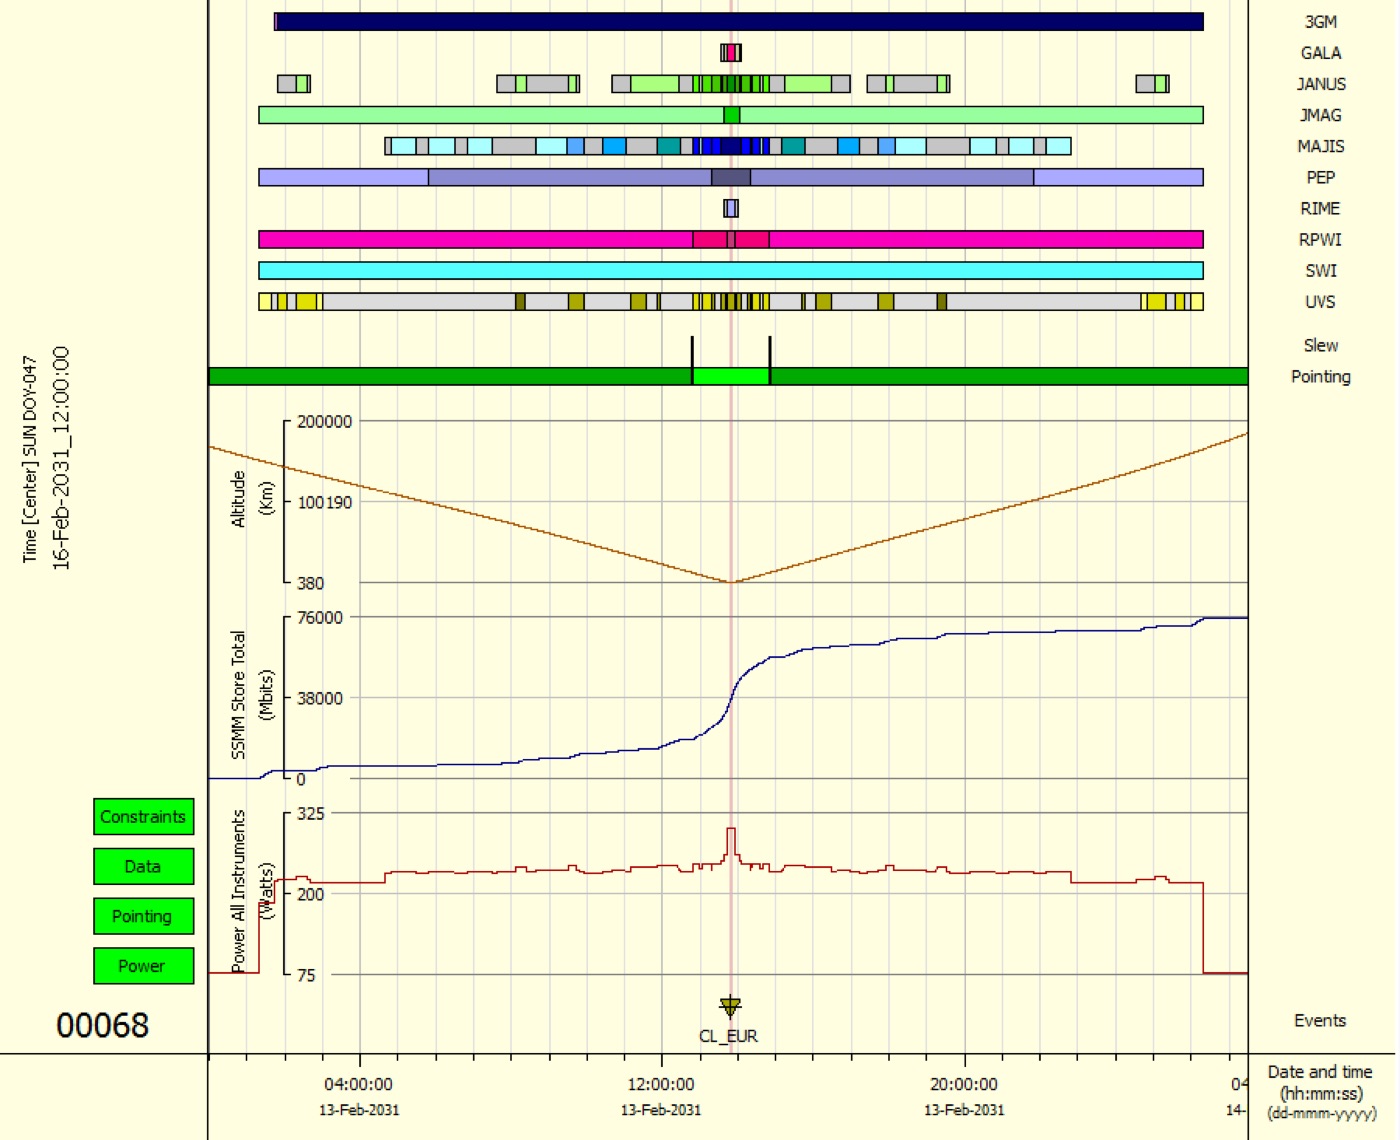 3GM
GALA
JANUS
JMAG
MAJIS
PEP
RIME
RPWI
SWI
UVS
Slew
Pointing
Time [Center] SUN DOY-047
16-Feb-2031_12:00:00
Altitude
(Km)
200000
100190
380
SSMM Store Total
(Mbits)
76000
38000
0
Power All Instruments
(Watts)
325
200
75
Constraints
Data
Pointing
Power
00068
CL_EUR
Events
04:00:00
13-Feb-2031
12:00:00
13-Feb-2031
20:00:00
13-Feb-2031
04
14-
Date and time
(hh:mm:ss)
(dd-mmm-yyyy)